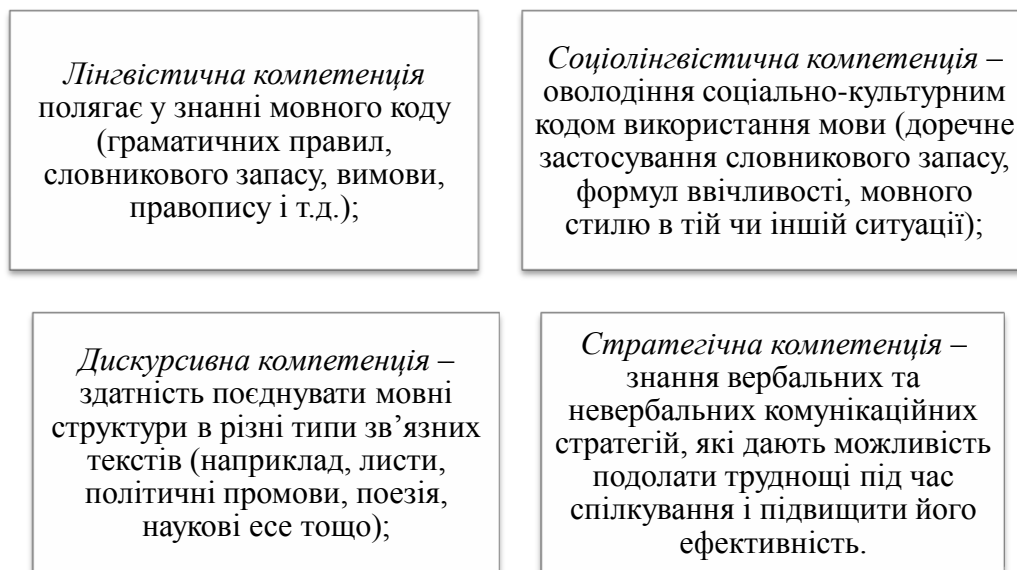 Лінгвістична компетенція
полягає у знанні мовного коду
(граматичних правил,
словникового запасу, вимови,
правопису і т.д.);
Соціолінгвістична компетенція –
оволодіння соціально-культурним
кодом використання мови (доречне
застосування словникового запасу,
формул ввічливості, мовного
стилю в тій чи іншій ситуації);
Дискурсивна компетенція –
здатність поєднувати мовні
структури в різні типи зв’язних
текстів (наприклад, листи,
політичні промови, поезія,
наукові есе тощо);
Стратегічна компетенція –
знання вербальних та
невербальних комунікаційних
стратегій, які дають можливість
подолати труднощі під час
спілкування і підвищити його
ефективність.